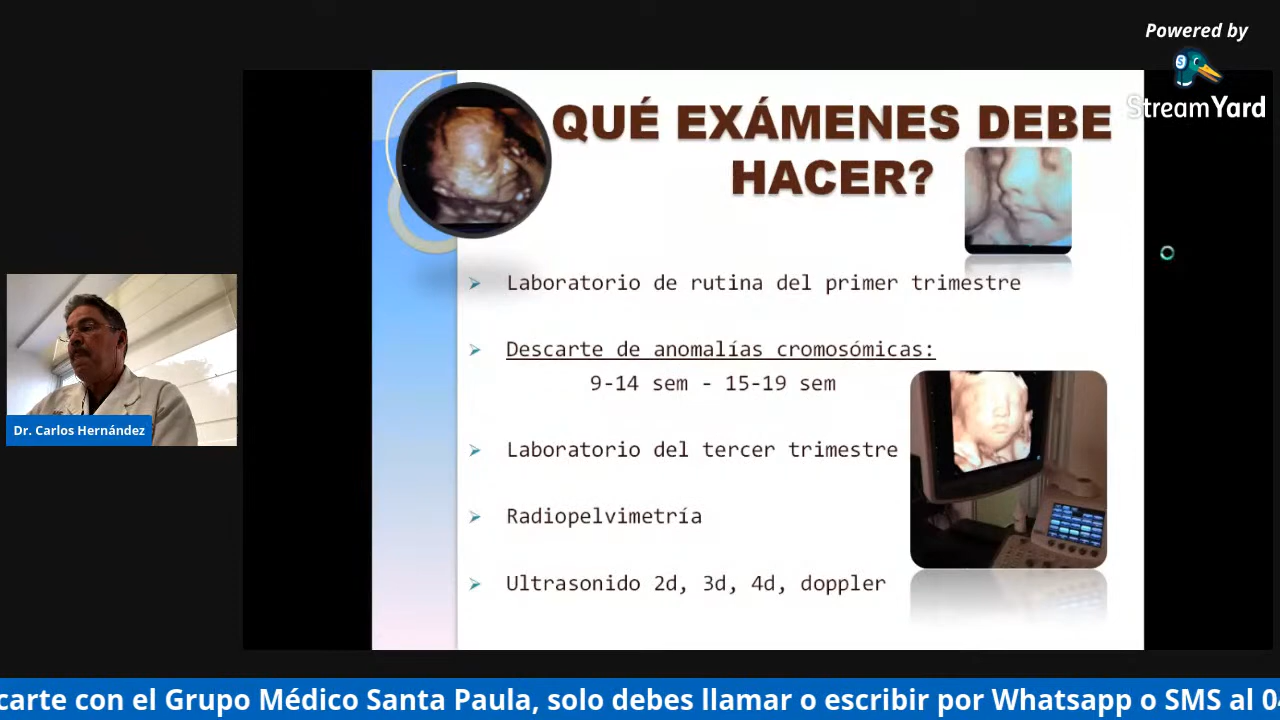 Powered by
StreamYard
QUÉ EXÁMENES DEBE
HACER?
Laboratorio de rutina del primer trimestre
Descarte de anomalías cromosómicas:
9-14 sem - 15-19 sem
Laboratorio del tercer trimestre
Radiopelvimetría
Ultrasonido 2d, 3d, 4d, doppler
Dr. Carlos Hernández
carte con el Grupo Médico Santa Paula, solo debes llamar o escribir por Whatsapp o SMS al 0